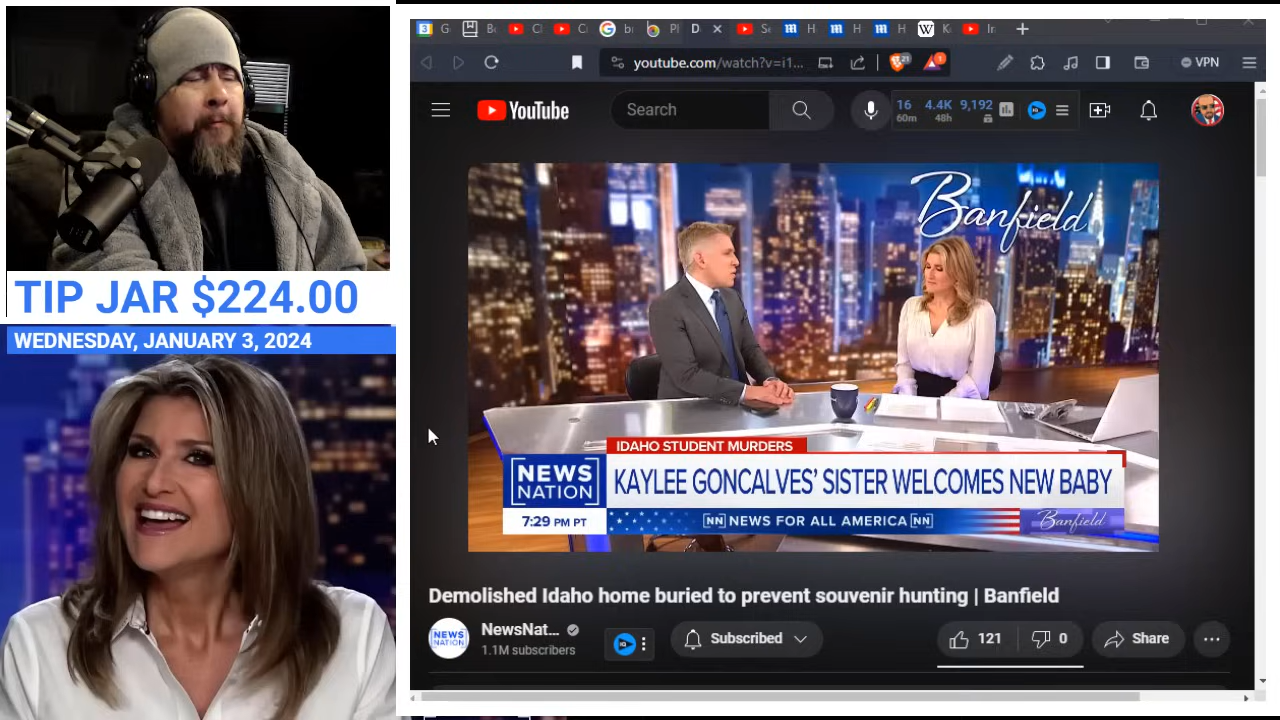 TIP JAR $224.00
WEDNESDAY, JANUARY 3, 2024
youtube.com/watch?v=i1...
VPN
YouTube
Search
16 4.4K 9,192
60m 48h
Banfield
IDAHO STUDENT MURDERS
NEWS NATION
KAYLEE GONCALVES' SISTER WELCOMES NEW BABY
7:29 PM PT
NN NEWS FOR ALL AMERICA NN
Banfield
Demolished Idaho home buried to prevent souvenir hunting | Banfield
NEWS NATION
NewsNat...
1.1M subscribers
Subscribed
121
0
Share